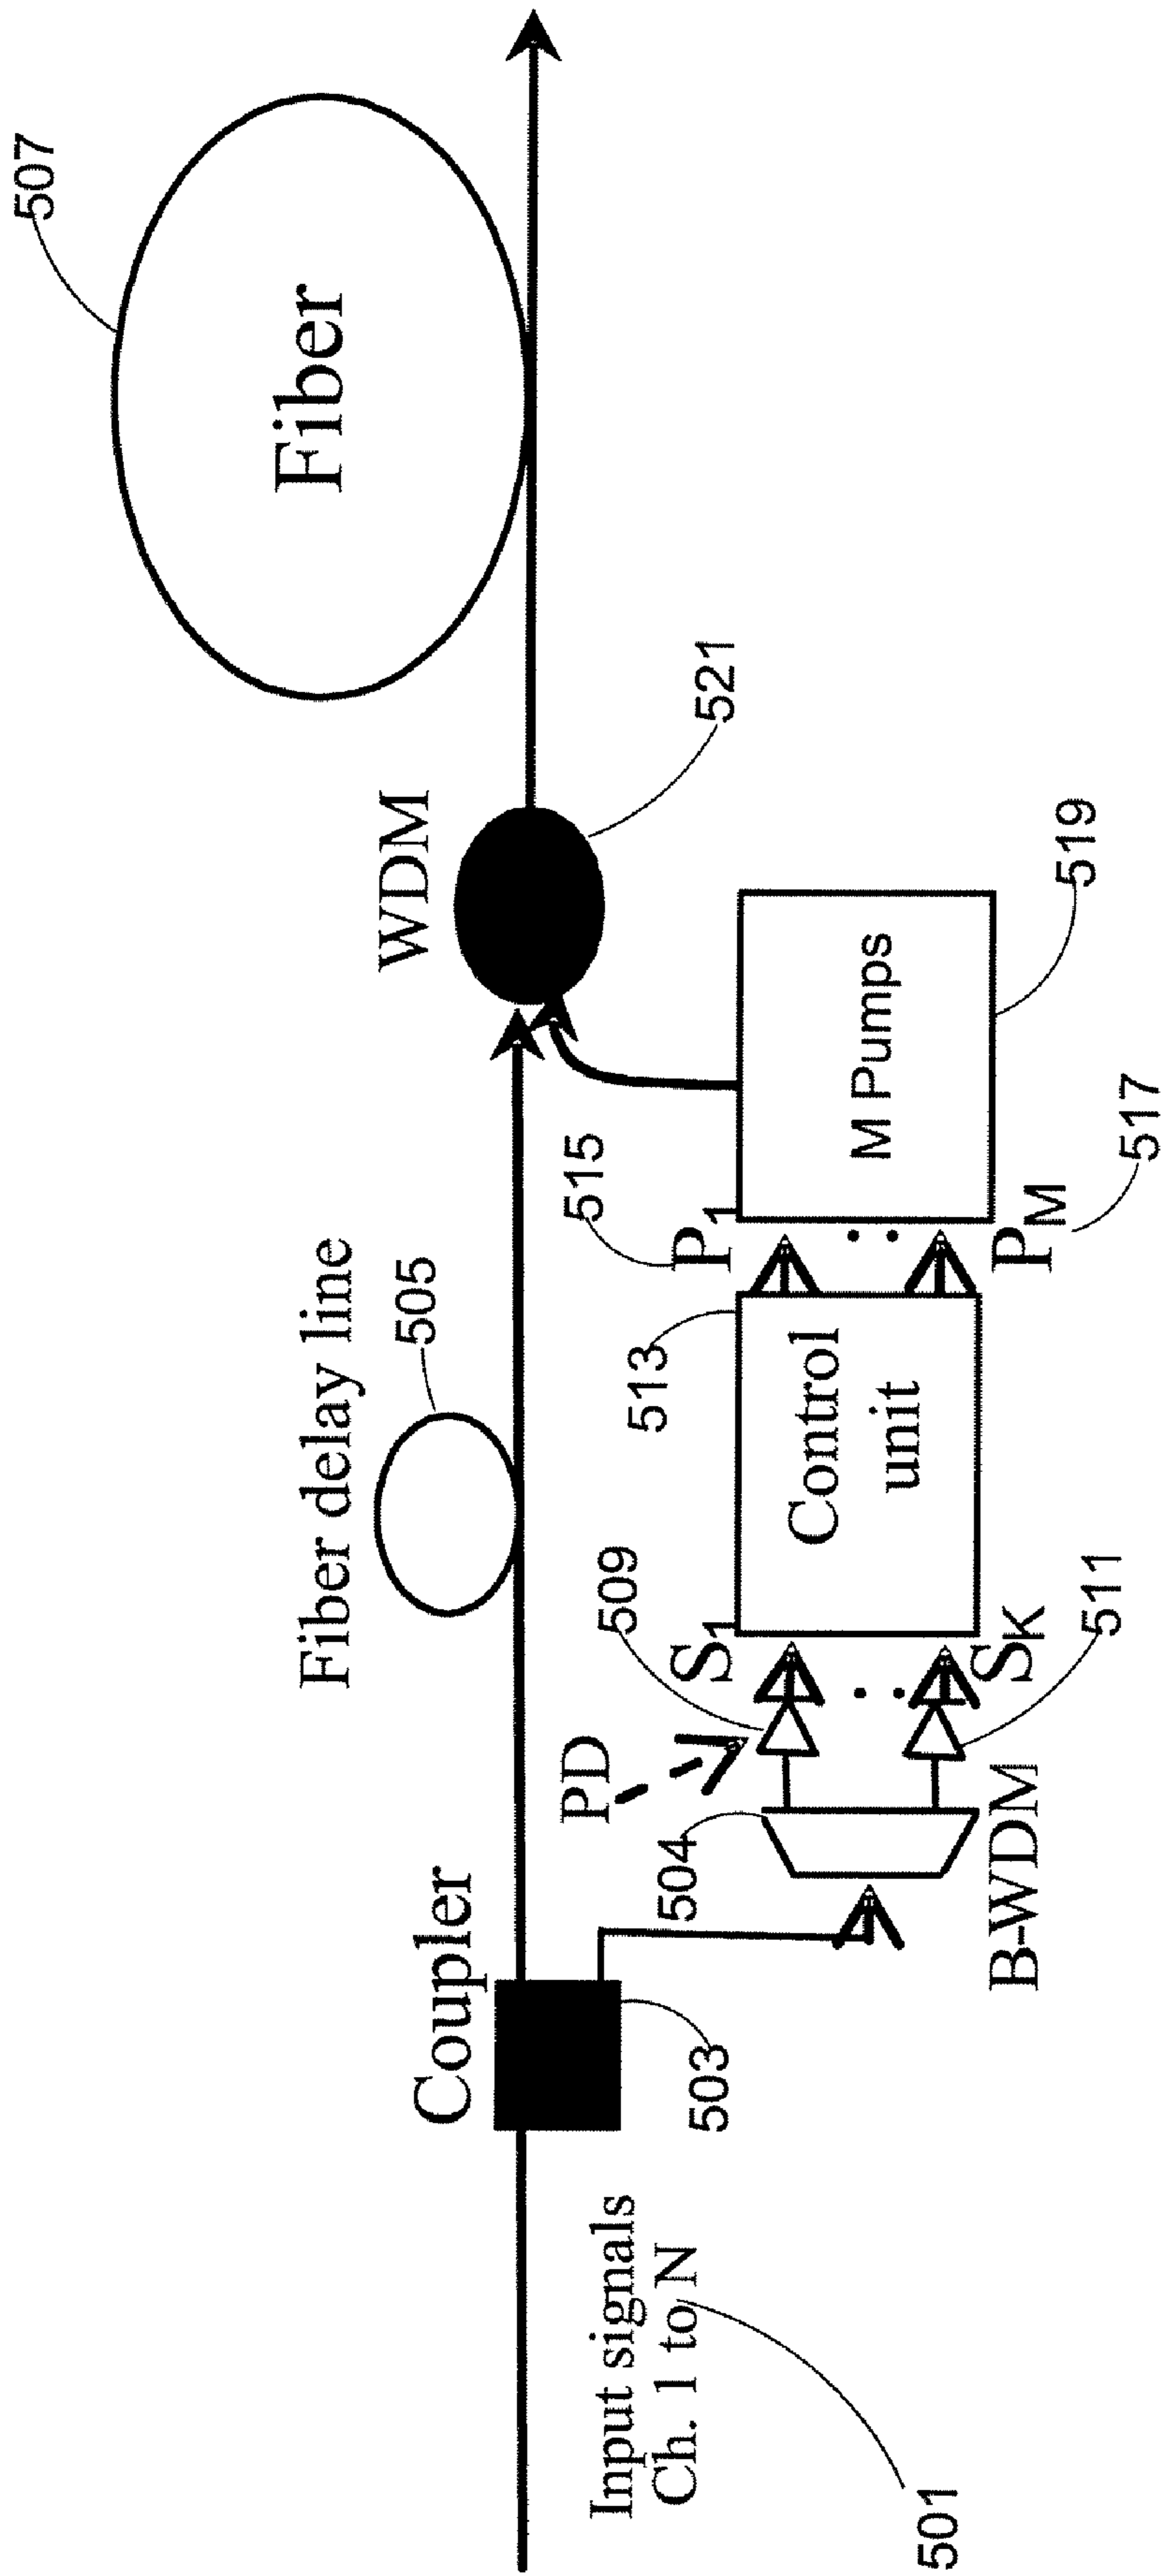 507
Fiber
WDM
521
Fiber delay line
505
515
P1
M Pumps
519
PM
517
513
Control
unit
509
S1
SK
511
PD
504
B-WDM
Coupler
503
Input signals
Ch. 1 to N
501